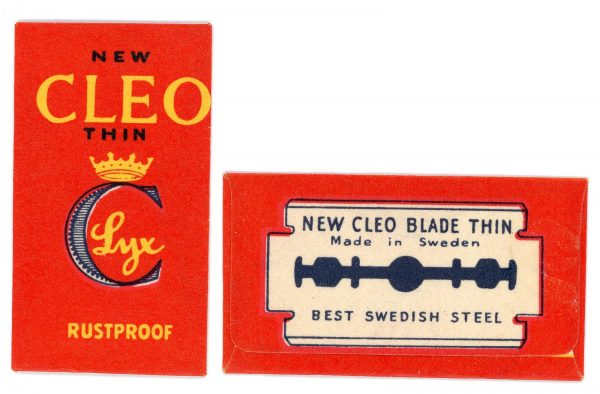 NEW
CLEO
THIN
C
Lyx
RUSTPROOF
NEW CLEO BLADE THIN
Made in Sweden
BEST SWEDISH STEEL